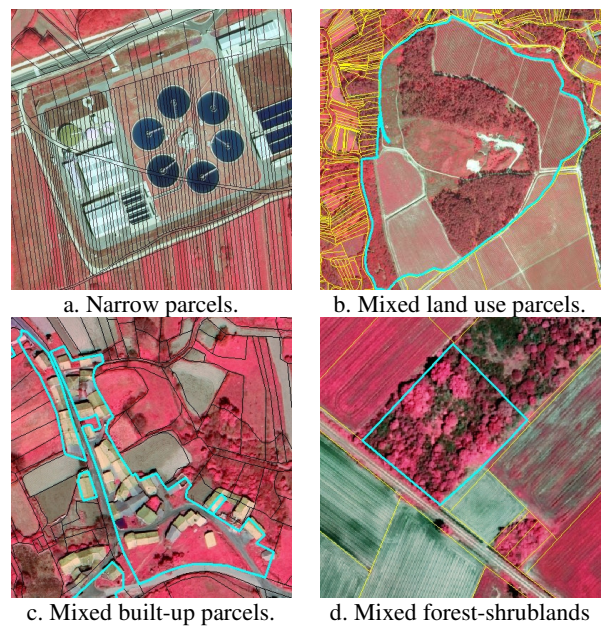 a. Narrow parcels.
b. Mixed land use parcels.
c. Mixed built-up parcels.
d. Mixed forest-shrublands